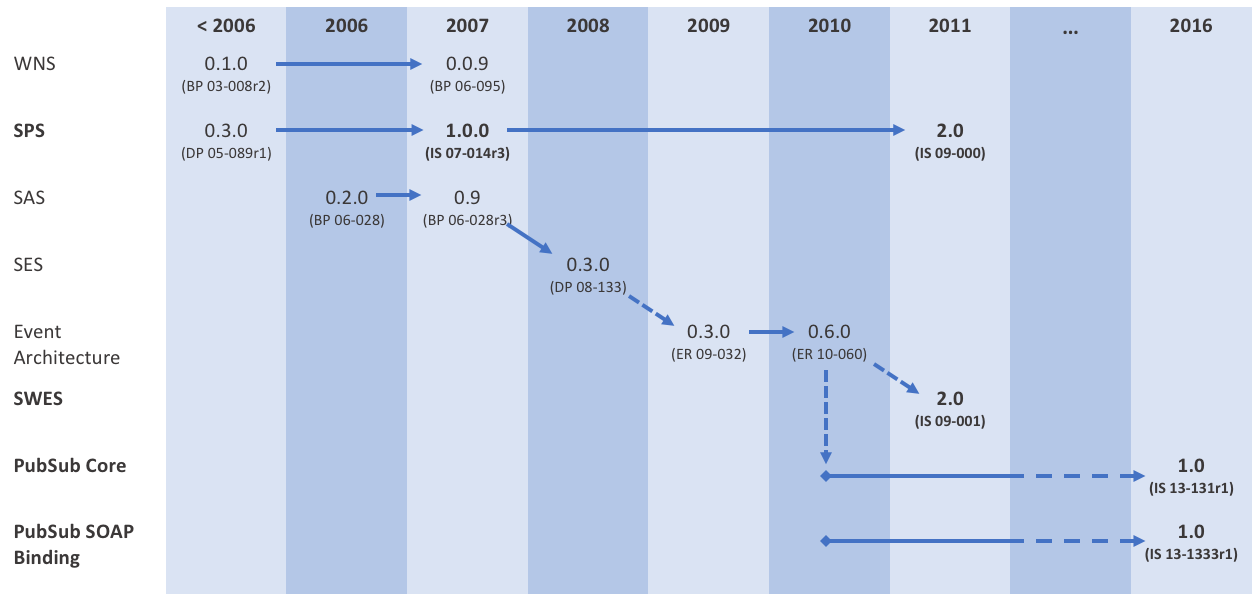 < 2006 2006 2007 2008 2009 2010 2011 ... 2016
WNS 0.1.0 0.0.9
(BP 03-008r2) (BP 06-095)
SPS 0.3.0 1.0.0 2.0
(DP 05-089r1) (IS 07-014r3) (IS 09-000)
SAS 0.2.0 0.9
(BP 06-028) (BP 06-028r3)
SES 0.3.0
(DP 08-133)
Event 0.3.0 0.6.0
Architecture (ER 09-032) (ER 10-060)
SWES 2.0
(IS 09-001)
PubSub Core 1.0
(IS 13-131r1)
PubSub SOAP 1.0
Binding (IS 13-1333r1)